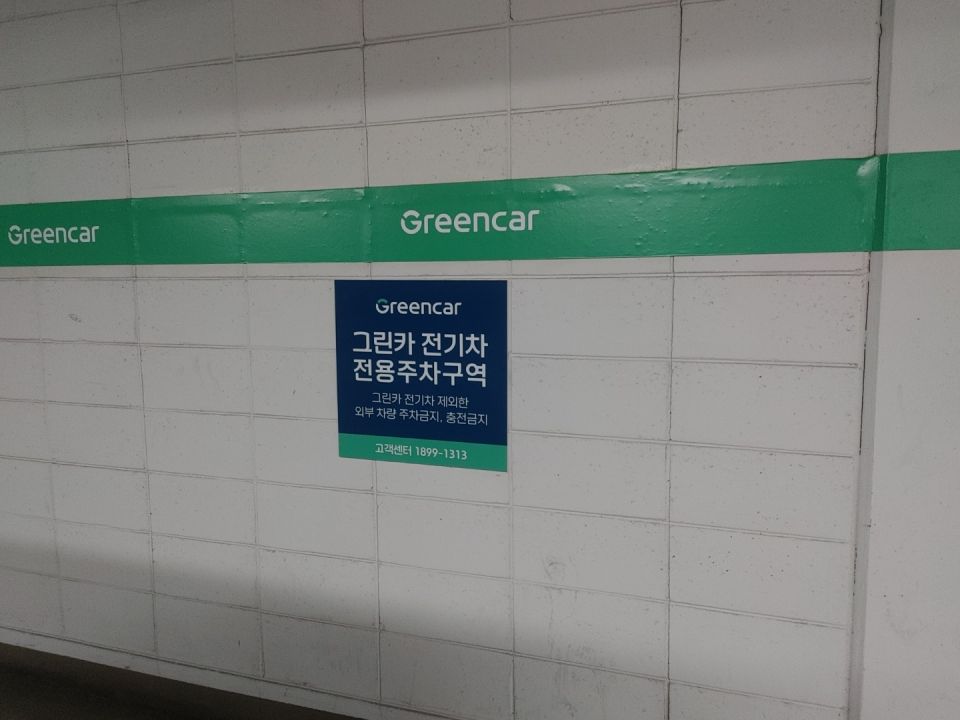 Greencar
Greencar
Greencar
그린카 전기차
전용주차구역
그린카 전기차 제외한
외부 차량 주차금지, 충전금지
고객센터 1899-1313